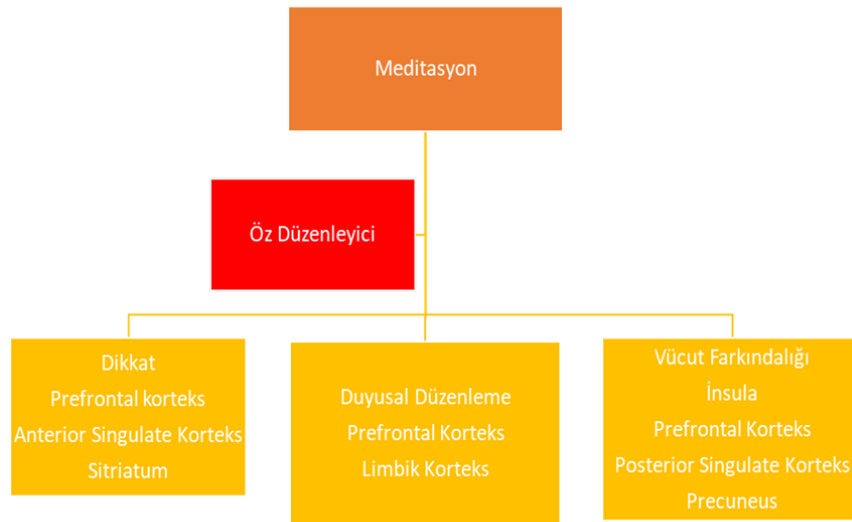 Meditasyon
Öz Düzenleyici
Dikkat
Prefrontal korteks
Anterior Singulate Korteks
Sitriatum
Duyusal Düzenleme
Prefrontal Korteks
Limbik Korteks
Vücut Farkındalığı
İnsula
Prefrontal Korteks
Posterior Singulate Korteks
Precuneus